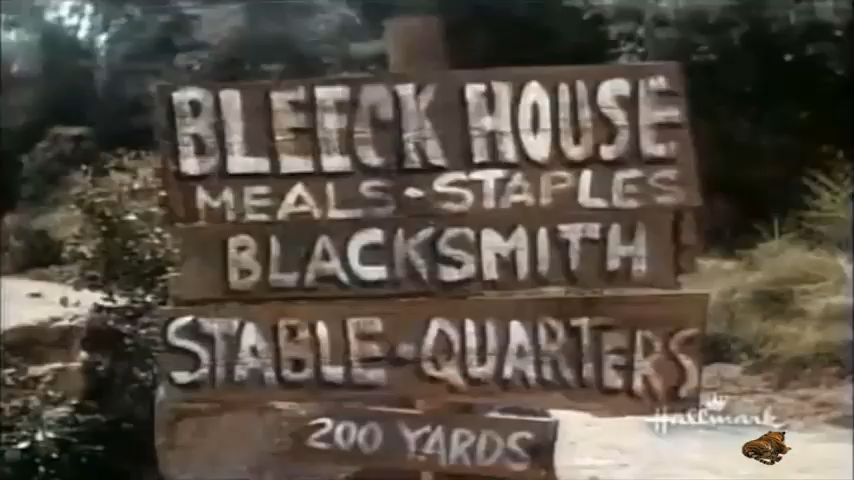 BLEECK HOUSE
MEALS-STAPLES
BLACKSMITH
STABLE-QUARTERS
200 YARDS
Hallmark